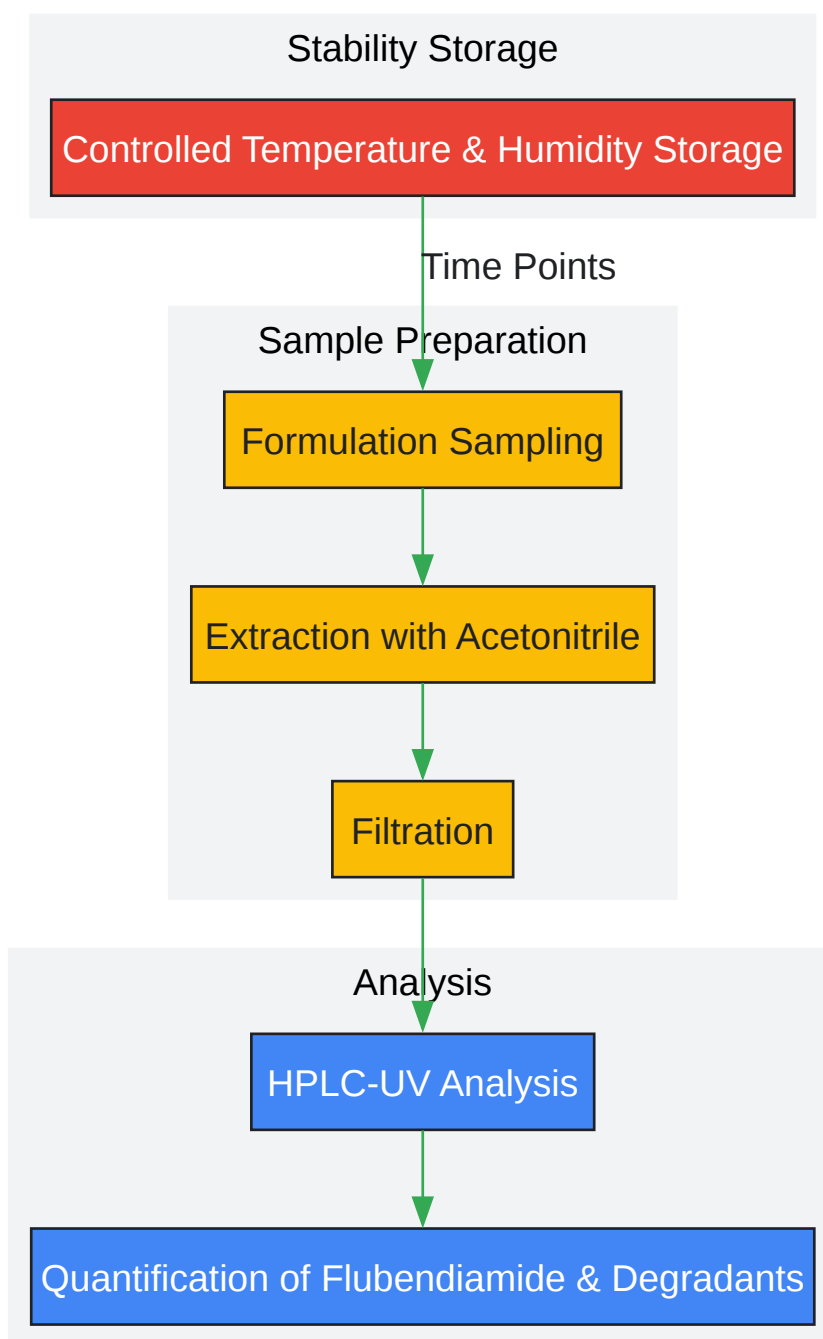 Stability Storage
Controlled Temperature & Humidity Storage
Time Points
Sample Preparation
Formulation Sampling
Extraction with Acetonitrile
Filtration
Analysis
HPLC-UV Analysis
Quantification of Flubendiamide & Degradants